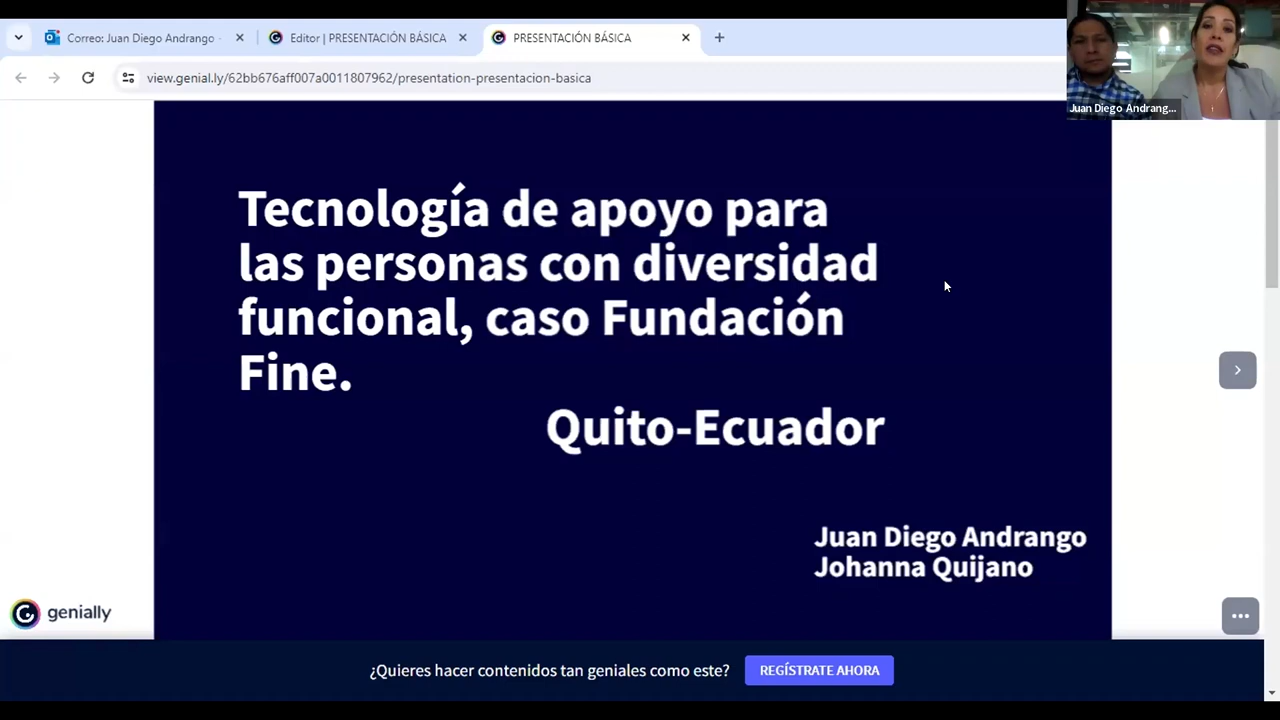 Correo: Juan Diego Andrango
Editor | PRESENTACIÓN BÁSICA
PRESENTACIÓN BÁSICA
view.genial.ly/62bb676aff007a0011807962/presentation-presentacion-basica
Juan Diego Andrang...
Tecnología de apoyo para
las personas con diversidad
funcional, caso Fundación
Fine.
Quito-Ecuador
Juan Diego Andrango
Johanna Quijano
genially
¿Quieres hacer contenidos tan geniales como este?
REGÍSTRATE AHORA